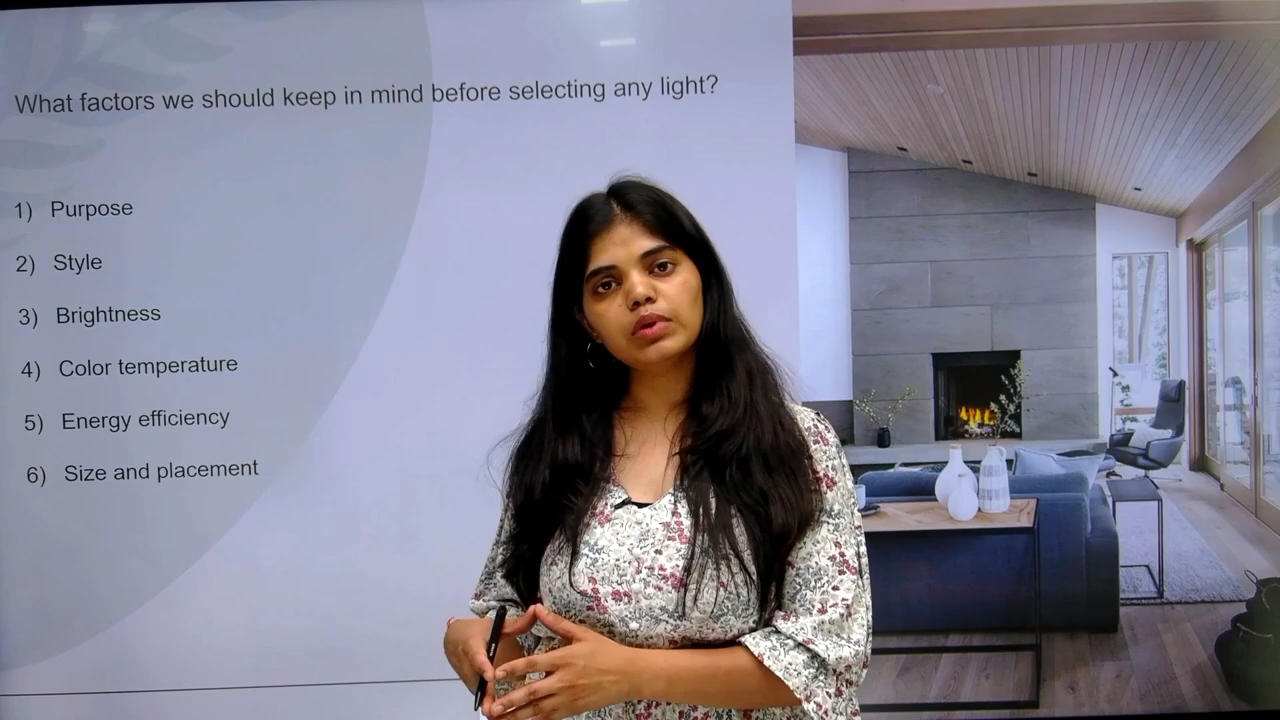 What factors we should keep in mind before selecting any light?
1) Purpose
2) Style
3) Brightness
4) Color temperature
5) Energy efficiency
6) Size and placement